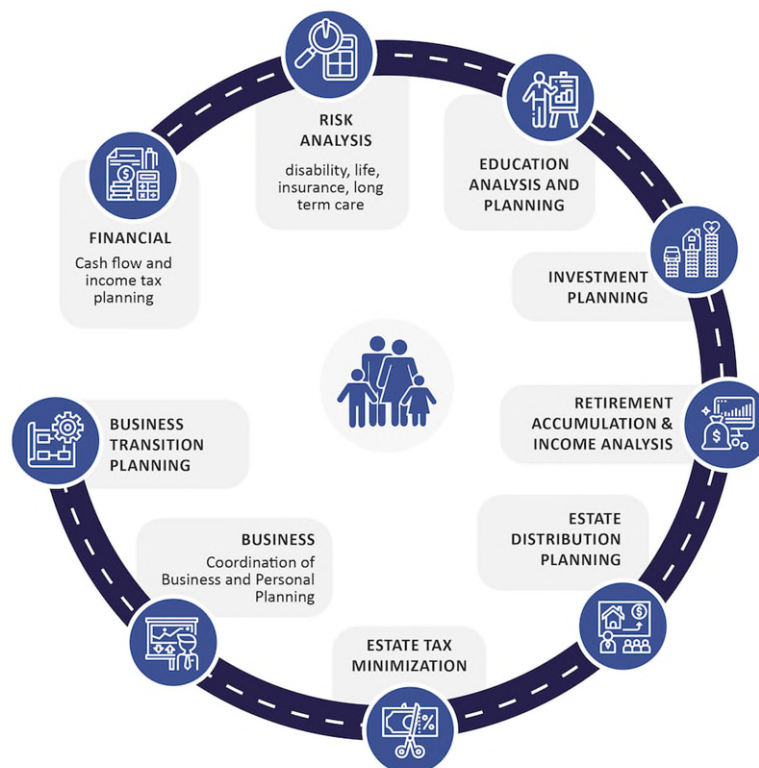 FINANCIAL
Cash flow and
income tax
planning
RISK
ANALYSIS
disability, life,
insurance, long
term care
EDUCATION
ANALYSIS AND
PLANNING
INVESTMENT
PLANNING
RETIREMENT
ACCUMULATION &
INCOME ANALYSIS
ESTATE
DISTRIBUTION
PLANNING
ESTATE TAX
MINIMIZATION
BUSINESS
Coordination of
Business and Personal
Planning
BUSINESS
TRANSITION
PLANNING